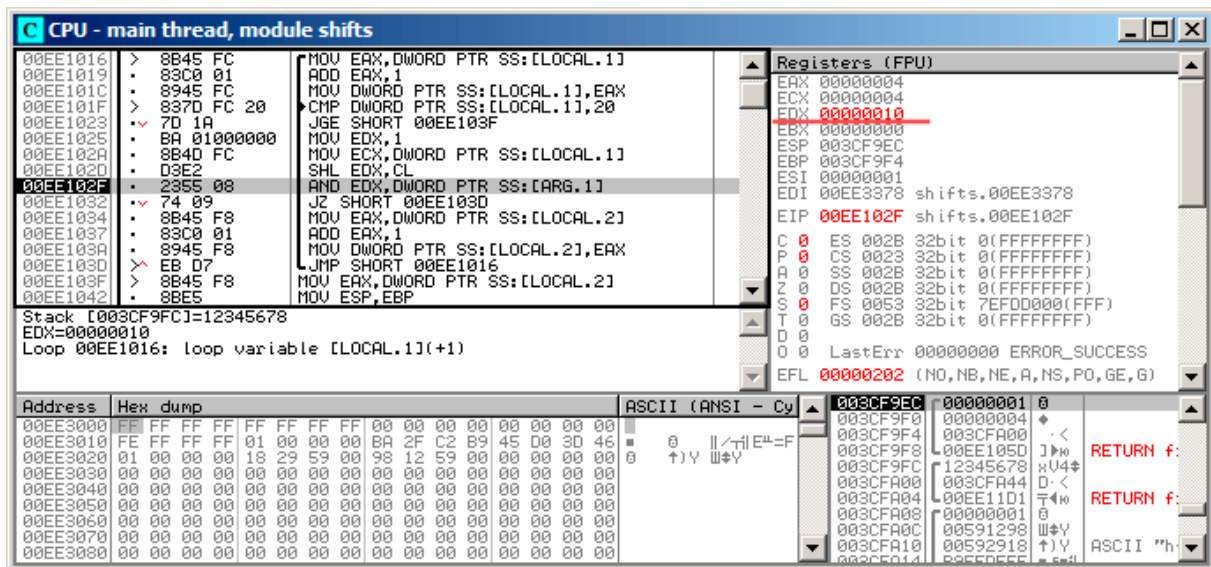 C CPU - main thread, module shifts
00EE1016 > 8B45 FC MOV EAX,DWORD PTR SS:[LOCAL.1]
00EE1019 . 83C0 01 ADD EAX,1
00EE101C . 8945 FC MOV DWORD PTR SS:[LOCAL.1],EAX
00EE101F > 837D FC 20 CMP DWORD PTR SS:[LOCAL.1],20
00EE1023 . 7D 1A JGE SHORT 00EE103F
00EE1025 . BA 01000000 MOV EDX,1
00EE102A . 8B4D FC MOV ECX,DWORD PTR SS:[LOCAL.1]
00EE102D . D3E2 SHL EDX,CL
00EE102F . 2355 08 AND EDX,DWORD PTR SS:[ARG.1]
00EE1032 . 74 09 JZ SHORT 00EE103D
00EE1034 . 8B45 F8 MOV EAX,DWORD PTR SS:[LOCAL.2]
00EE1037 . 83C0 01 ADD EAX,1
00EE103A . 8945 F8 MOV DWORD PTR SS:[LOCAL.2],EAX
00EE103D > EB D7 JMP SHORT 00EE1016
00EE103F > 8B45 F8 MOV EAX,DWORD PTR SS:[LOCAL.2]
00EE1042 . 8BE5 MOV ESP,EBP
Stack [003CF9FC]=12345678
EDX=00000010
Loop 00EE1016: loop variable [LOCAL.1](+1)
Registers (FPU)
EAX 00000004
ECX 00000004
EDX 00000010
EBX 00000000
ESP 003CF9EC
EBP 003CF9F4
ESI 00000001
EDI 00EE3378 shifts.00EE3378
EIP 00EE102F shifts.00EE102F
C 0 ES 002B 32bit 0(FFFFFFFF)
P 0 CS 0023 32bit 0(FFFFFFFF)
A 0 SS 002B 32bit 0(FFFFFFFF)
Z 0 DS 002B 32bit 0(FFFFFFFF)
S 0 FS 0053 32bit 7EFDD000(FFF)
T 0 GS 002B 32bit 0(FFFFFFFF)
D 0
O 0 LastErr 00000000 ERROR_SUCCESS
EFL 00000202 (NO,NB,NE,A,NS,PO,GE,G)
Address Hex dump ASCII (ANSI - Cy
00EE3000 FF FF FF FF FF FF FF FF 00 00 00 00 00 00 00 00
00EE3010 FE FF FF FF 01 00 00 00 BA 2F C2 B9 45 D0 3D 46
00EE3020 01 00 00 00 18 29 59 00 98 12 59 00 00 00 00 00
00EE3030 00 00 00 00 00 00 00 00 00 00 00 00 00 00 00 00
00EE3040 00 00 00 00 00 00 00 00 00 00 00 00 00 00 00 00
00EE3050 00 00 00 00 00 00 00 00 00 00 00 00 00 00 00 00
00EE3060 00 00 00 00 00 00 00 00 00 00 00 00 00 00 00 00
00EE3070 00 00 00 00 00 00 00 00 00 00 00 00 00 00 00 00
00EE3080 00 00 00 00 00 00 00 00 00 00 00 00 00 00 00 00
003CF9EC 00000001
003CF9F0 00000004
003CF9F4 003CFA00
003CF9F8 00EE105D RETURN f
003CF9FC 12345678 xV4
003CFA00 003CFA44
003CFA04 00EE11D1 RETURN f
003CFA08 00000001
003CFA0C 00591298
003CFA10 00592918 ASCII "h